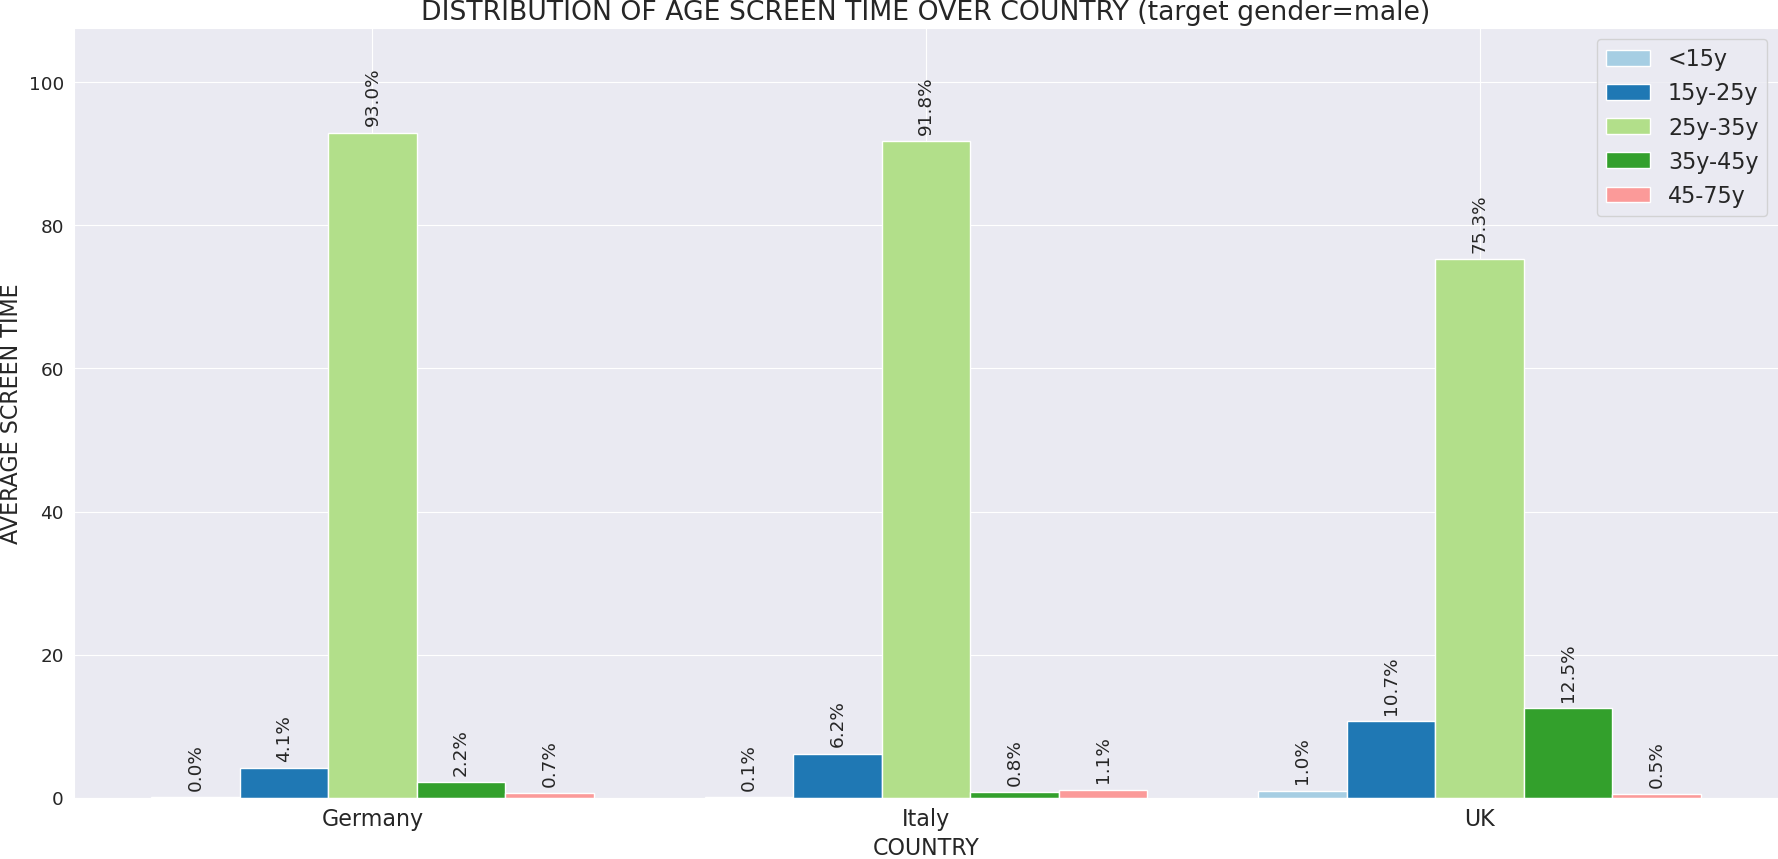 DISTRIBUTION OF AGE SCREEN TIME OVER COUNTRY (target gender=male)
<15y
15y-25y
25y-35y
35y-45y
45-75y
AVERAGE SCREEN TIME
100
80
60
40
20
0
0.0%
4.1%
93.0%
2.2%
0.7%
0.1%
6.2%
91.8%
0.8%
1.1%
1.0%
10.7%
75.3%
12.5%
0.5%
Germany
Italy
UK
COUNTRY